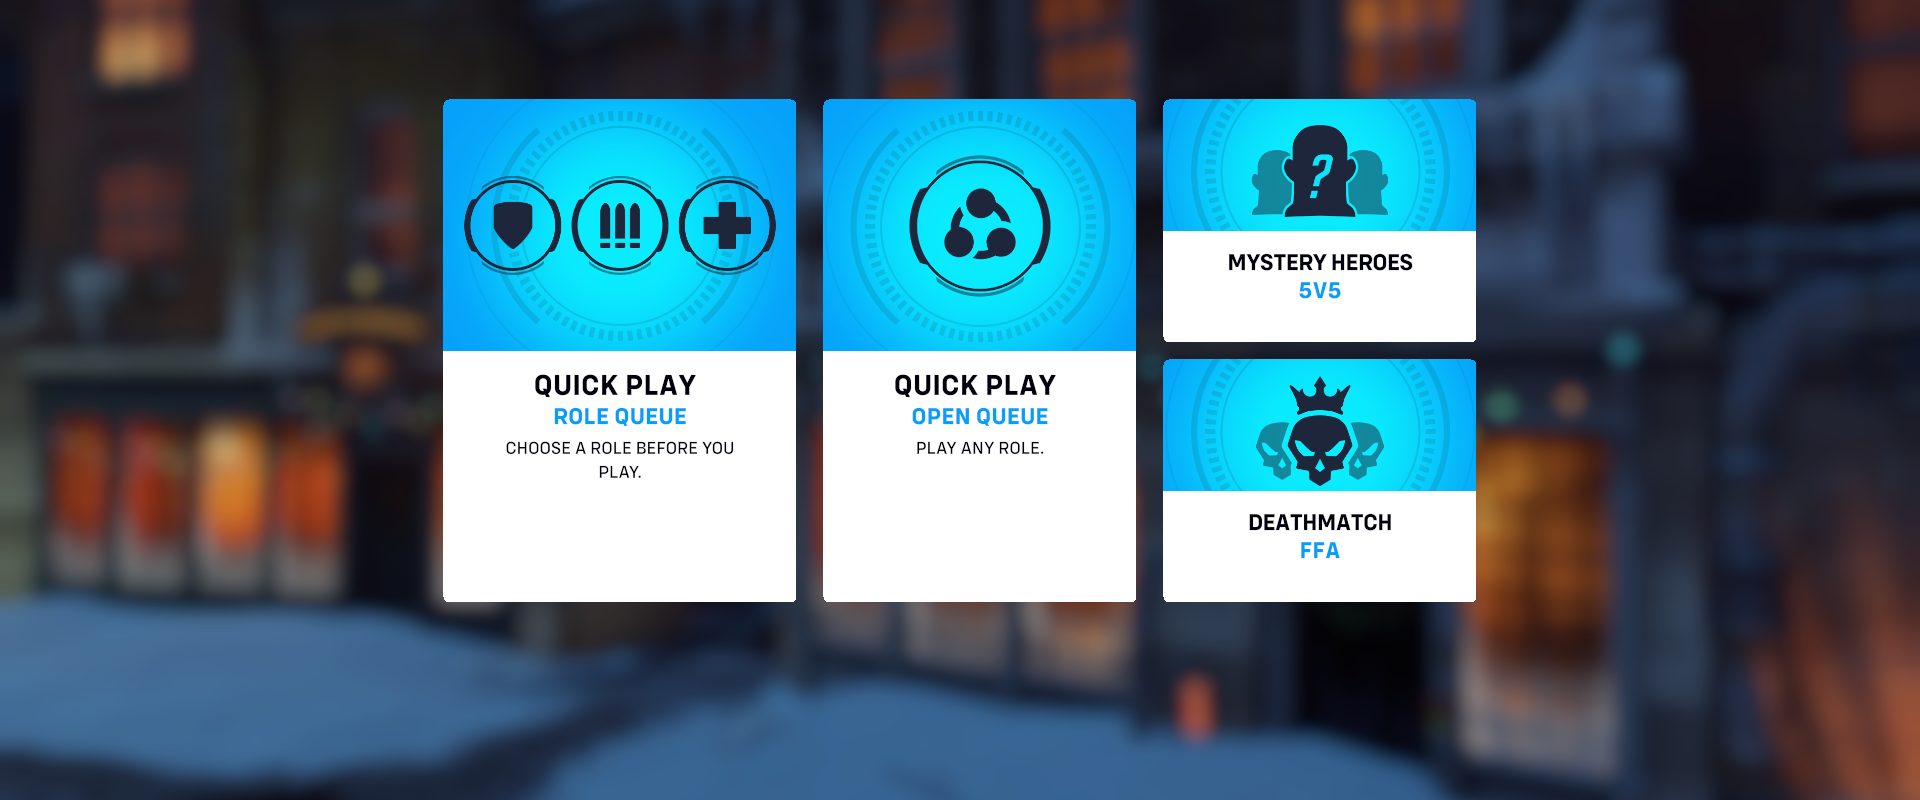 QUICK PLAY
ROLE QUEUE
CHOOSE A ROLE BEFORE YOU
PLAY.
QUICK PLAY
OPEN QUEUE
PLAY ANY ROLE.
?
MYSTERY HEROES
5V5
DEATHMATCH
FFA